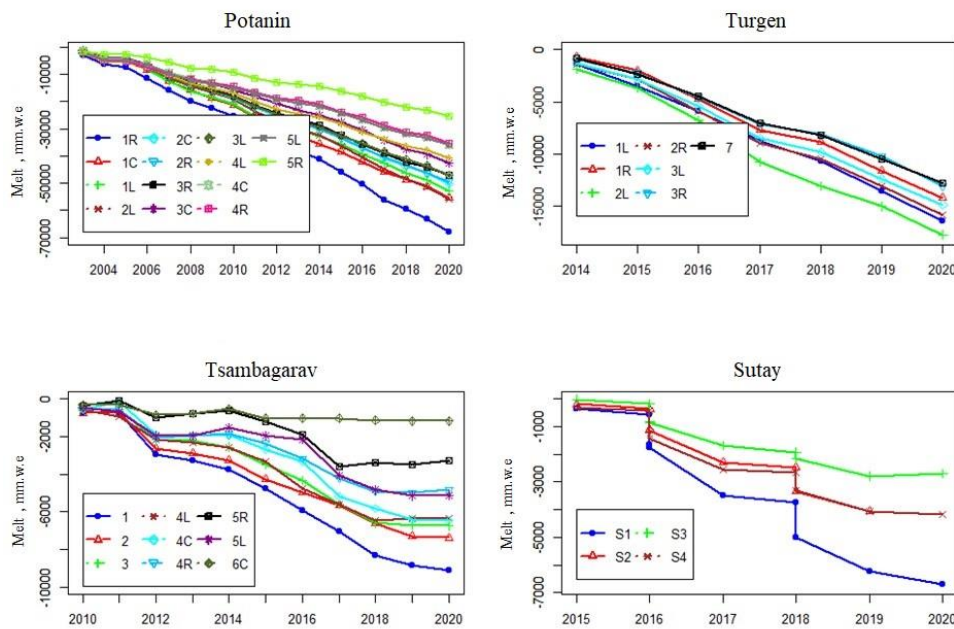 Potanin
Melt , mm.w.e
-10000
-30000
-50000
-70000
1R 2C 3L 5L
1C 2R 4L 5R
1L 3R 4C
2L 3C 4R
2004 2006 2008 2010 2012 2014 2016 2018 2020
Turgen
Melt , mm.w.e
0
-5000
-10000
-15000
1L 2R 7
1R 3L
2L 3R
2014 2015 2016 2017 2018 2019 2020
Tsambagarav
Melt , mm.w.e
0
-2000
-6000
-10000
1 4L 5R
2 4C 5L
3 4R 6C
2010 2012 2014 2016 2018 2020
Sutay
Melt , mm.w.e
-1000
-3000
-5000
-7000
S1 S3
S2 S4
2015 2016 2017 2018 2019 2020